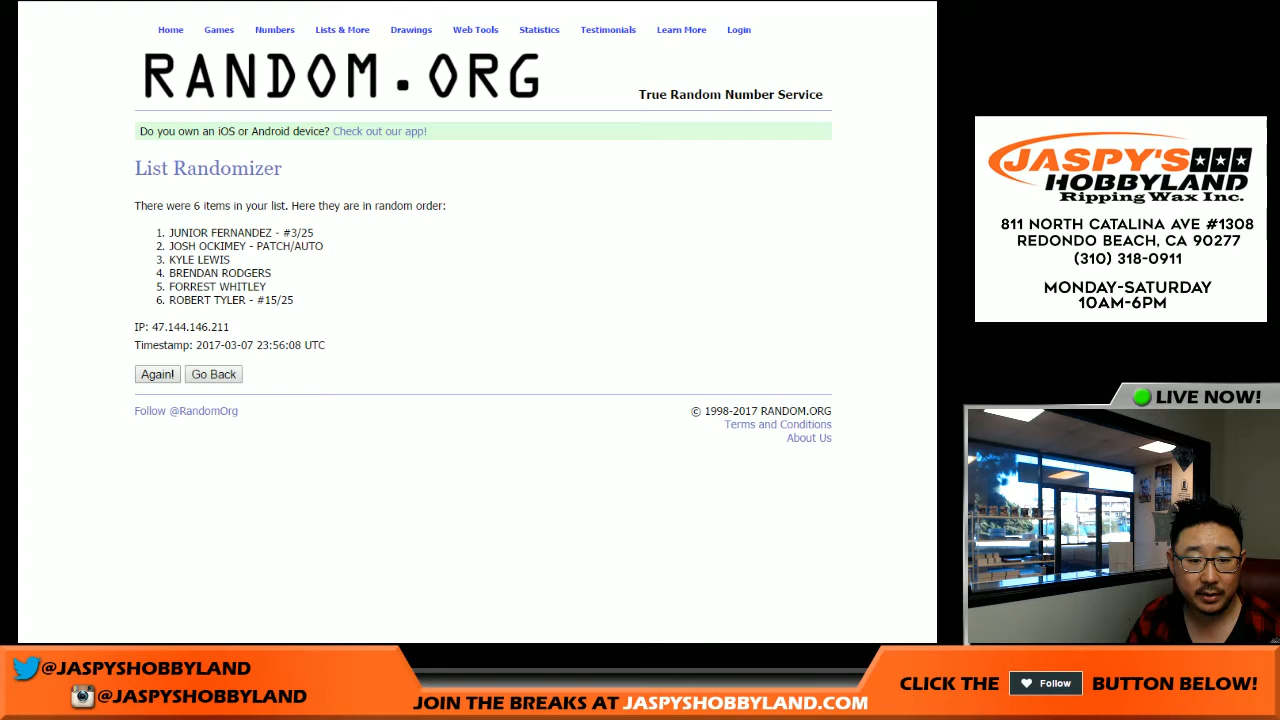 Home Games Numbers Lists & More Drawings Web Tools Statistics Testimonials Learn More Login
RANDOM.ORG
True Random Number Service
Do you own an iOS or Android device? Check out our app!
List Randomizer
There were 6 items in your list. Here they are in random order:
1. JUNIOR FERNANDEZ - #3/25
2. JOSH OCKIMEY - PATCH/AUTO
3. KYLE LEWIS
4. BRENDAN RODGERS
5. FORREST WHITLEY
6. ROBERT TYLER - #15/25
IP: 47.144.146.211
Timestamp: 2017-03-07 23:56:08 UTC
Again! Go Back
Follow @RandomOrg
© 1998-2017 RANDOM.ORG
Terms and Conditions
About Us
JASPY'S
HOBBYLAND
Ripping Wax Inc.
811 NORTH CATALINA AVE #1308
REDONDO BEACH, CA 90277
(310) 318-0911
MONDAY-SATURDAY
10AM-6PM
LIVE NOW!
@JASPYSHOBBYLAND
@JASPYSHOBBYLAND
JOIN THE BREAKS AT JASPYSHOBBYLAND.COM
CLICK THE Follow BUTTON BELOW!